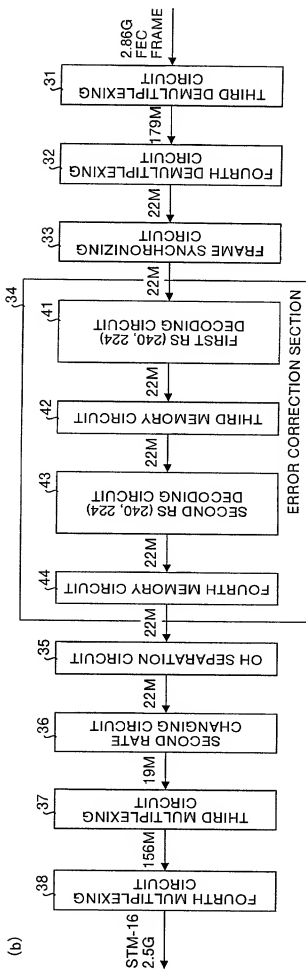 (b)
2.86G
FEC
FRAME
31
THIRD DEMULTIPLEXING
CIRCUIT
179M
32
FOURTH DEMULTIPLEXING
CIRCUIT
22M
33
FRAME SYNCHRONIZING
CIRCUIT
22M
34
41
FIRST RS (240, 224)
DECODING CIRCUIT
22M
42
THIRD MEMORY CIRCUIT
22M
43
SECOND RS (240, 224)
DECODING CIRCUIT
22M
44
FOURTH MEMORY CIRCUIT
ERROR CORRECTION SECTION
22M
35
OH SEPARATION CIRCUIT
22M
36
SECOND RATE
CHANGING CIRCUIT
19M
37
THIRD MULTIPLEXING
CIRCUIT
156M
38
FOURTH MULTIPLEXING
CIRCUIT
STM-16
2.5G